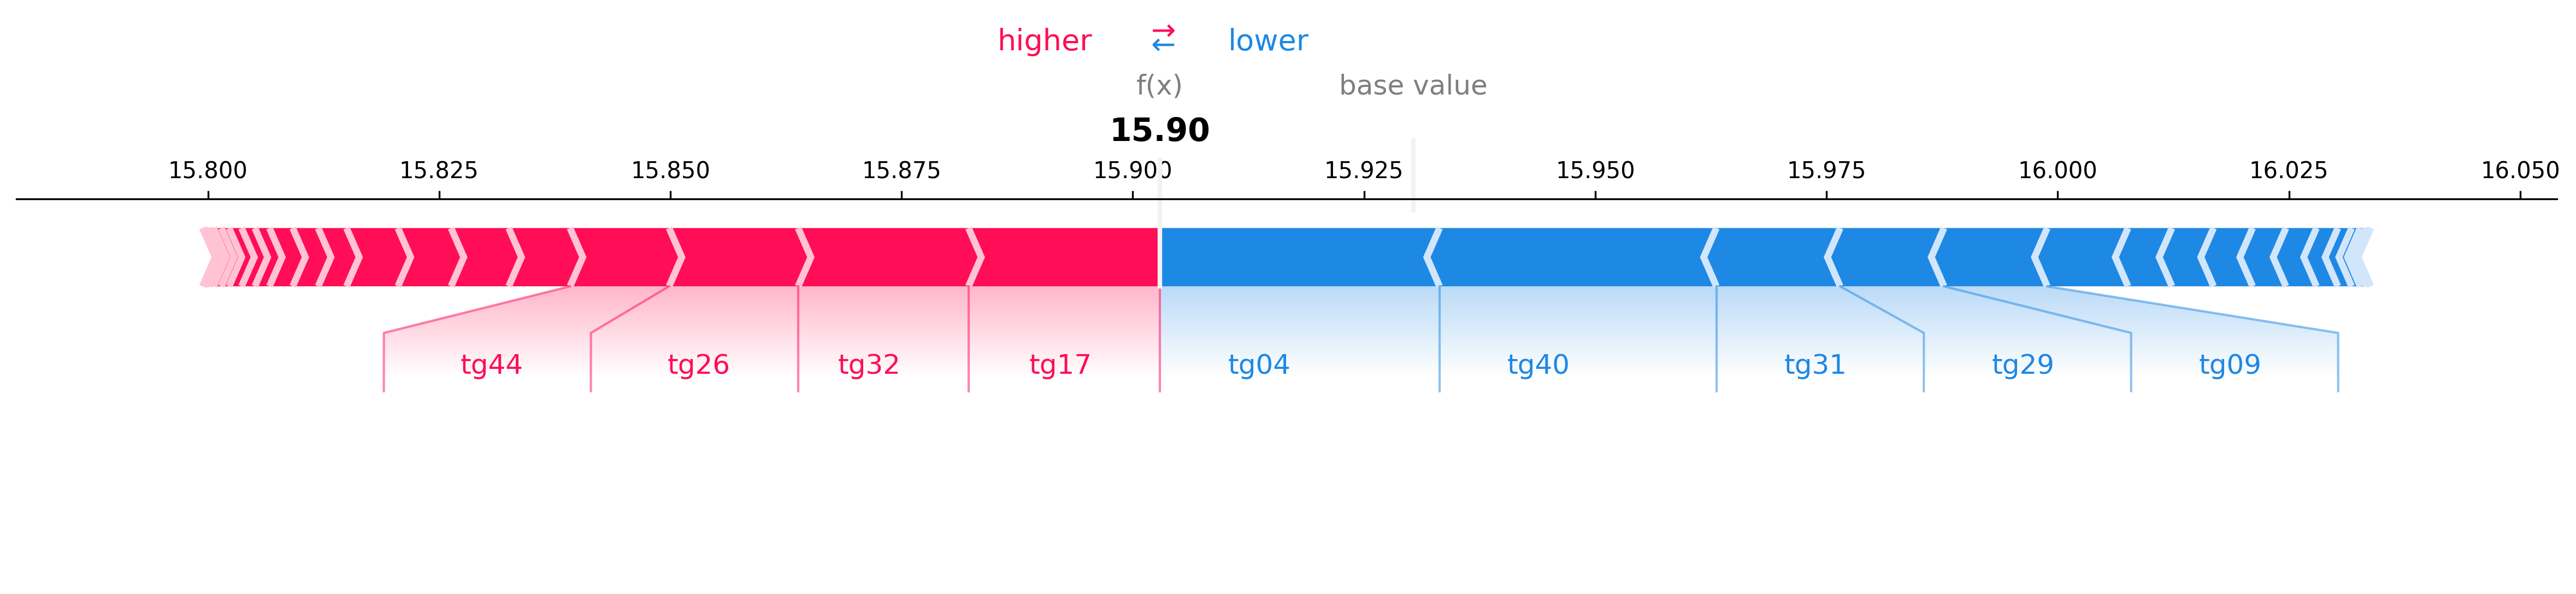 higher ⇄ lower
f(x) base value
15.90
15.800 15.825 15.850 15.875 15.900 15.925 15.950 15.975 16.000 16.025 16.050
tg44 tg26 tg32 tg17 tg04 tg40 tg31 tg29 tg09